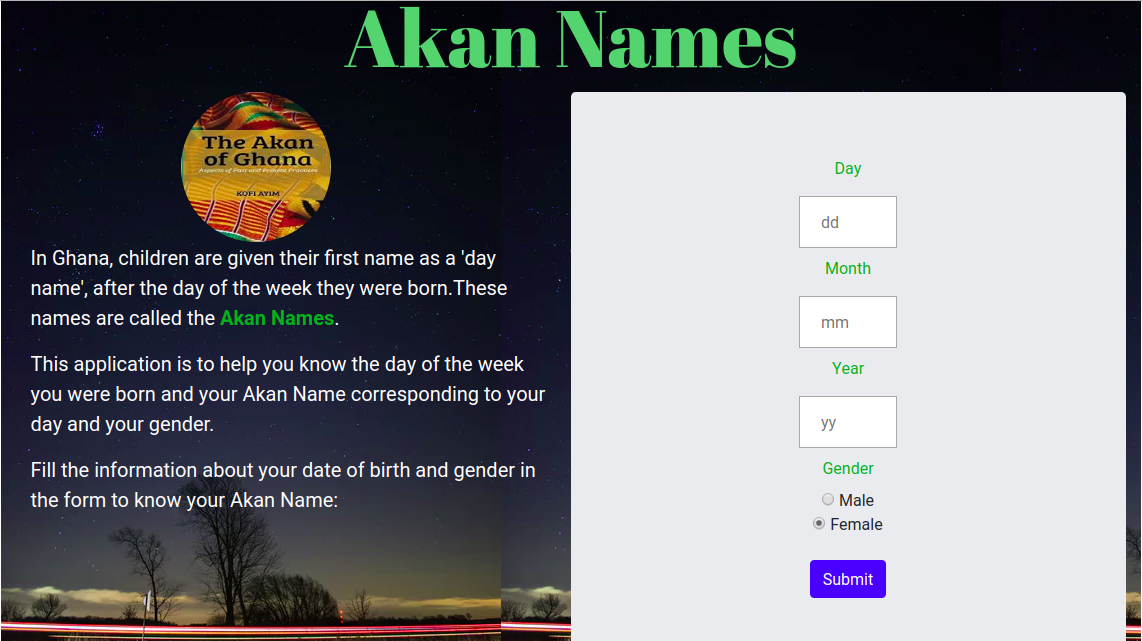 Akan Names
The Akan
of Ghana
Aspects of Past and Present Practices
KOFI AYIM
In Ghana, children are given their first name as a 'day
name', after the day of the week they were born.These
names are called the Akan Names.
This application is to help you know the day of the week
you were born and your Akan Name corresponding to your
day and your gender.
Fill the information about your date of birth and gender in
the form to know your Akan Name:
Day
dd
Month
mm
Year
yy
Gender
Male
Female
Submit